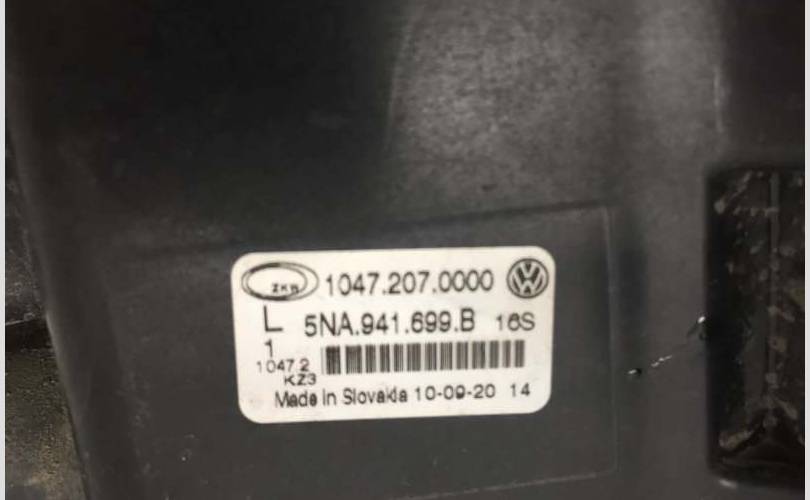 ZKW 1047.207.0000
L 5NA.941.699.B 16S
1
1047.2
KZ3
Made in Slovakia 10-09-20 14